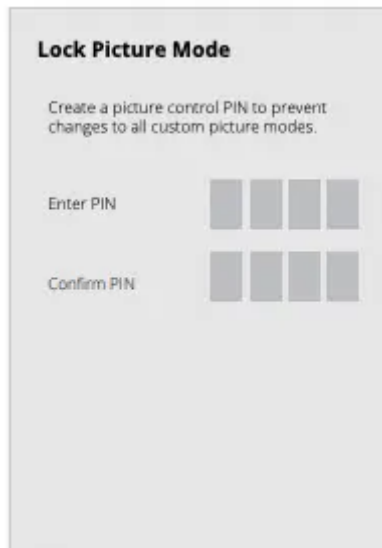 Lock Picture Mode
Create a picture control PIN to prevent
changes to all custom picture modes.
Enter PIN
Confirm PIN